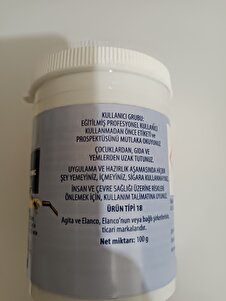 KULLANICI GRUBU:
EĞİTİLMİŞ PROFESYONEL KULLANICI
KULLANMADAN ÖNCE ETİKETİ ve
PROSPEKTÜSÜNÜ MUTLAKA OKUYUNUZ.
ÇOCUKLARDAN, GIDA VE
YEMLERDEN UZAK TUTUNUZ.
UYGULAMA VE HAZIRLIK AŞAMASINDA HİÇBİR
ŞEY YEMEYİNİZ, İÇMEYİNİZ, SİGARA KULLANMAYINIZ.
İNSAN VE ÇEVRE SAĞLIĞI ÜZERİNE RİSKLERİ
ÖNLEMEK İÇİN, KULLANIM TALİMATINA UYUNUZ.
ÜRÜN TİPİ 18
Agita ve Elanco, Elanco'nun veya bağlı şirketlerinin,
ticari markalarıdır.
Net miktarı: 100 g